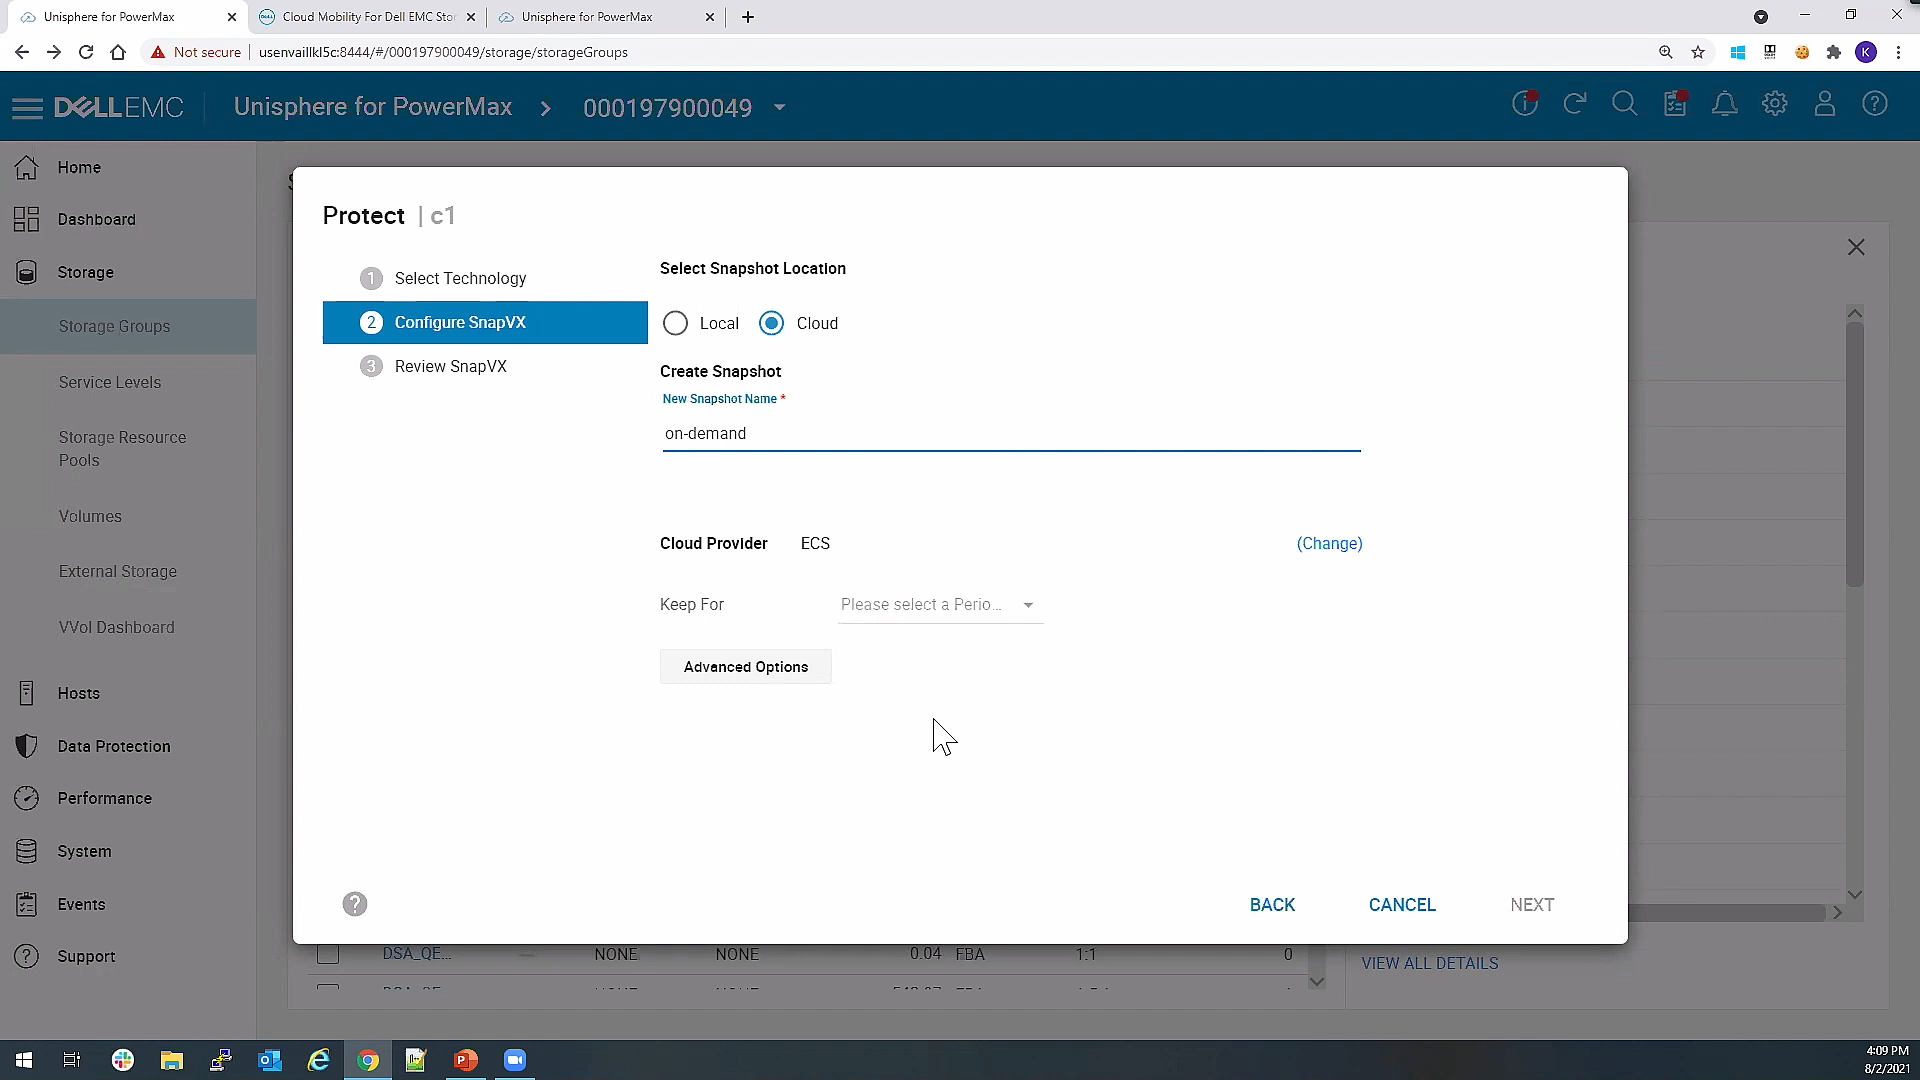 Unisphere for PowerMax
Cloud Mobility For Dell EMC Sto
Unisphere for PowerMax
Not secure
usenvaillkl5c:8444/#/000197900049/storage/storageGroups
K
DELLEMC
Unisphere for PowerMax
000197900049
Home
Dashboard
Storage
Storage Groups
Service Levels
Storage Resource
Pools
Volumes
External Storage
VVol Dashboard
Hosts
Data Protection
Performance
System
Events
Support
Protect | c1
1 Select Technology
2 Configure SnapVX
3 Review SnapVX
Select Snapshot Location
Local
Cloud
Create Snapshot
New Snapshot Name *
on-demand
Cloud Provider ECS (Change)
Keep For Please select a Perio...
Advanced Options
BACK CANCEL NEXT
DSA_QE... — NONE NONE 0.04 FBA 1:1 0
VIEW ALL DETAILS
4:09 PM
8/2/2021